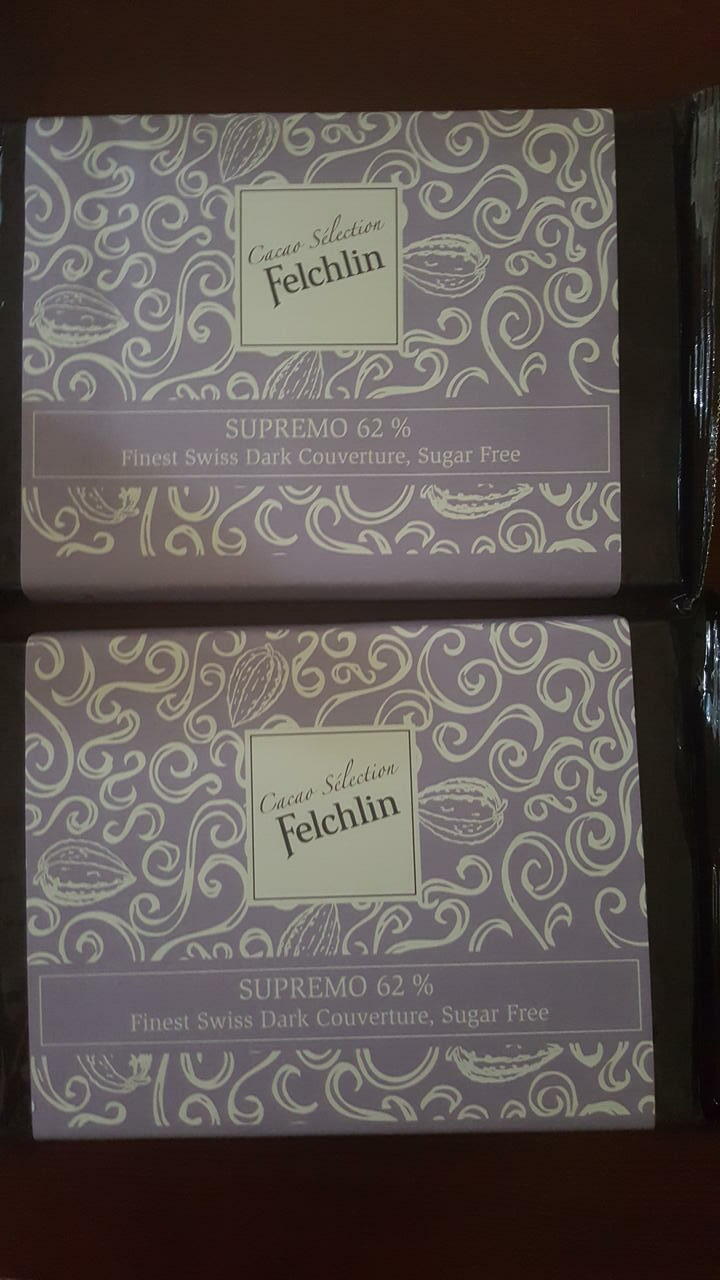 Cacao Sélection
Felchlin
SUPREMO 62 %
Finest Swiss Dark Couverture, Sugar Free
Cacao Sélection
Felchlin
SUPREMO 62 %
Finest Swiss Dark Couverture, Sugar Free